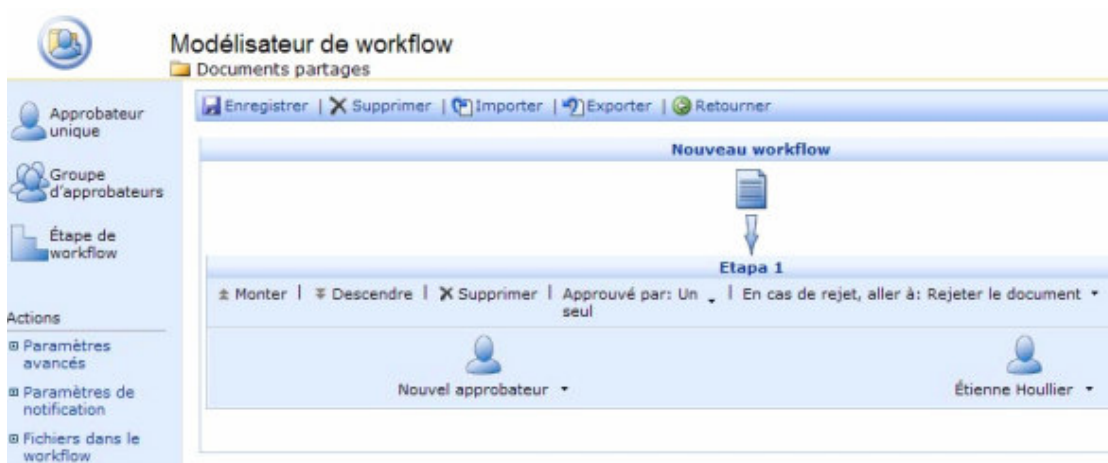 Modélisateur de workflow
Documents partages
Approbateur
unique
Groupe
d'approbateurs
Étape de
workflow
Actions
Paramètres
avancés
Paramètres de
notification
Fichiers dans le
workflow
Enregistrer | Supprimer | Importer | Exporter | Retourner
Nouveau workflow
Etapa 1
Monter | Descendre | Supprimer | Approuvé par: Un | En cas de rejet, aller à: Rejeter le document
seul
Nouvel approbateur
Étienne Houllier